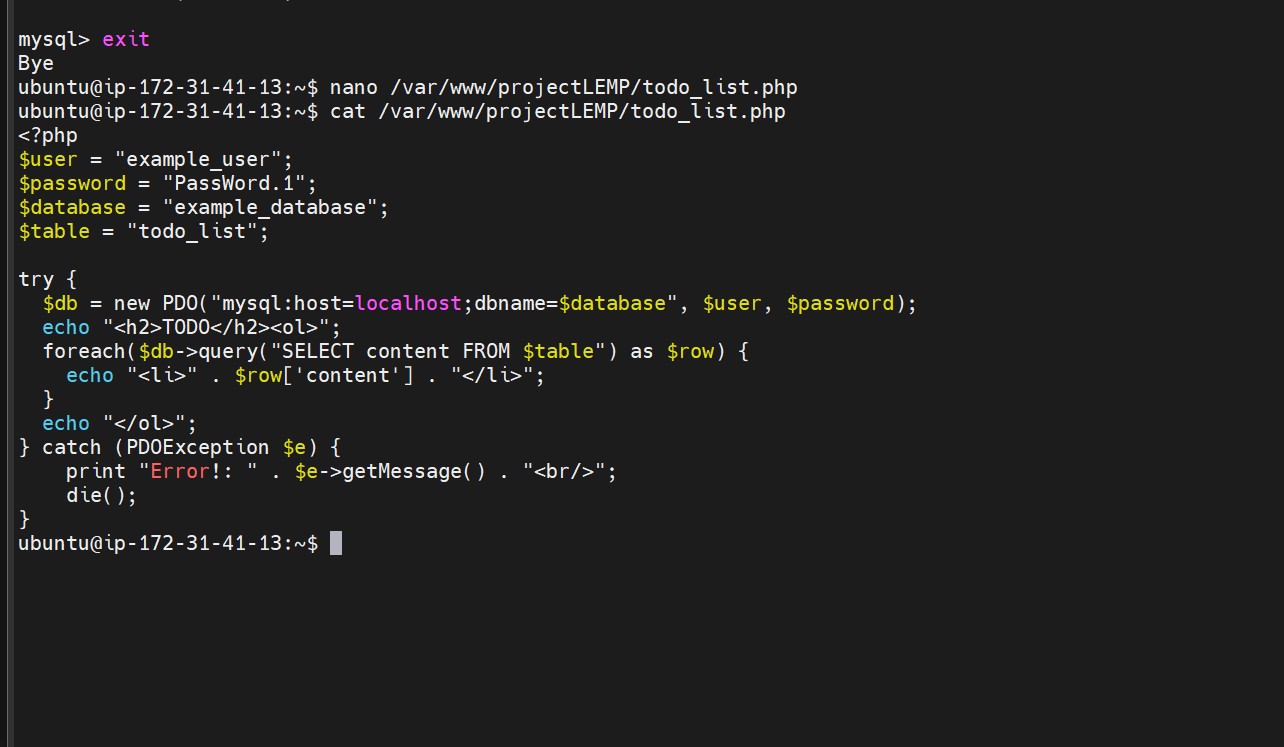 mysql> exit
Bye
ubuntu@ip-172-31-41-13:~$ nano /var/www/projectLEMP/todo_list.php
ubuntu@ip-172-31-41-13:~$ cat /var/www/projectLEMP/todo_list.php
<?php
$user = "example_user";
$password = "PassWord.1";
$database = "example_database";
$table = "todo_list";

try {
  $db = new PDO("mysql:host=localhost;dbname=$database", $user, $password);
  echo "<h2>TODO</h2><ol>";
  foreach($db->query("SELECT content FROM $table") as $row) {
    echo "<li>" . $row['content'] . "</li>";
  }
  echo "</ol>";
} catch (PDOException $e) {
    print "Error!: " . $e->getMessage() . "<br/>";
    die();
}
ubuntu@ip-172-31-41-13:~$